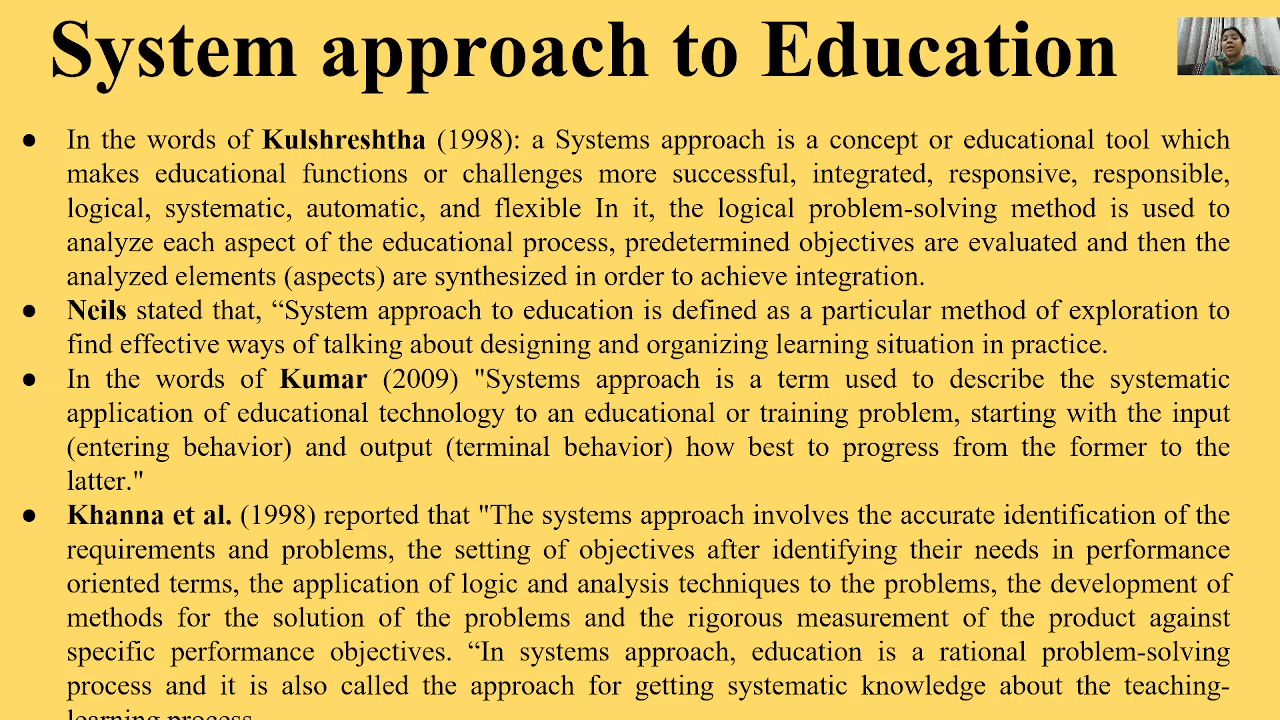 System approach to Education
● In the words of Kulshreshtha (1998): a Systems approach is a concept or educational tool which
makes educational functions or challenges more successful, integrated, responsive, responsible,
logical, systematic, automatic, and flexible In it, the logical problem-solving method is used to
analyze each aspect of the educational process, predetermined objectives are evaluated and then the
analyzed elements (aspects) are synthesized in order to achieve integration.
● Neils stated that, “System approach to education is defined as a particular method of exploration to
find effective ways of talking about designing and organizing learning situation in practice.
● In the words of Kumar (2009) "Systems approach is a term used to describe the systematic
application of educational technology to an educational or training problem, starting with the input
(entering behavior) and output (terminal behavior) how best to progress from the former to the
latter."
● Khanna et al. (1998) reported that "The systems approach involves the accurate identification of the
requirements and problems, the setting of objectives after identifying their needs in performance
oriented terms, the application of logic and analysis techniques to the problems, the development of
methods for the solution of the problems and the rigorous measurement of the product against
specific performance objectives. “In systems approach, education is a rational problem-solving
process and it is also called the approach for getting systematic knowledge about the teaching-
learning process.